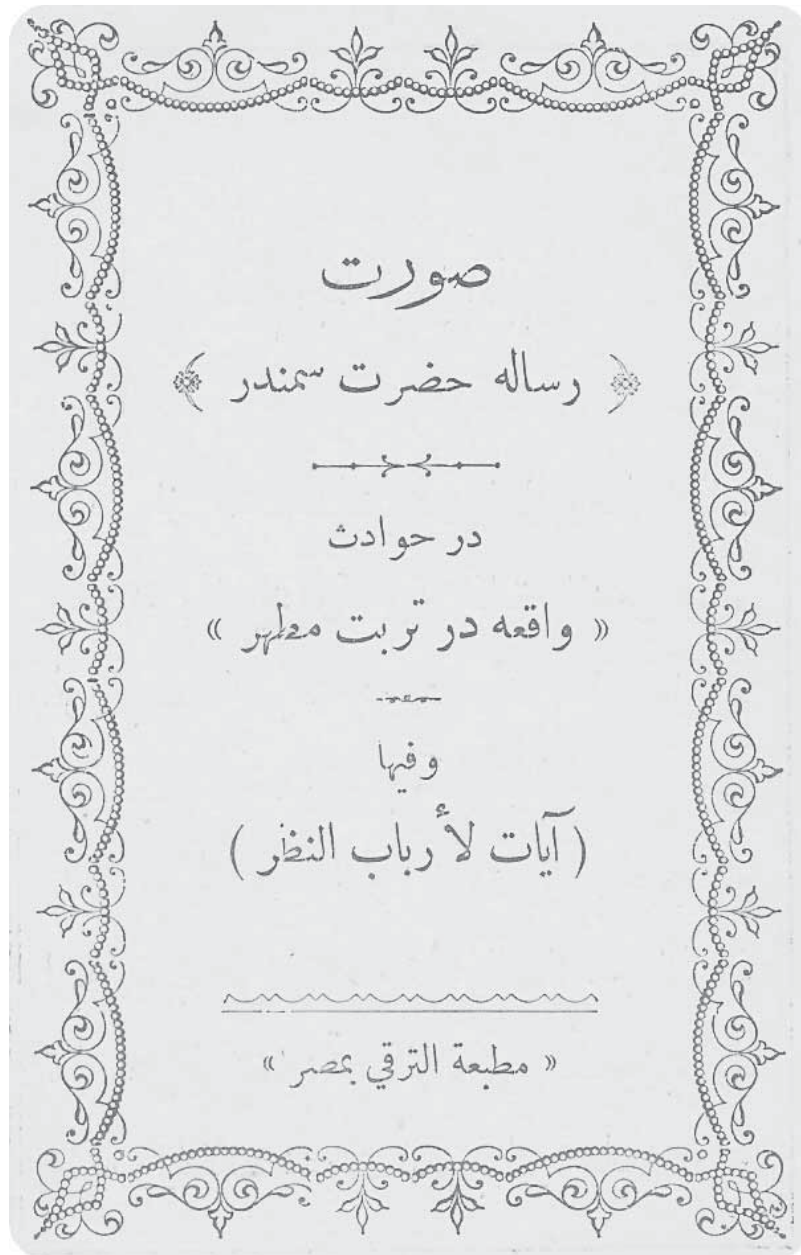 صورت
﴿ رساله حضرت سمندر ﴾
در حوادث
« واقعه در تربت مطهر »
وفيها
( آيات لأرباب النظر )
« مطبعة الترقي بمصر »